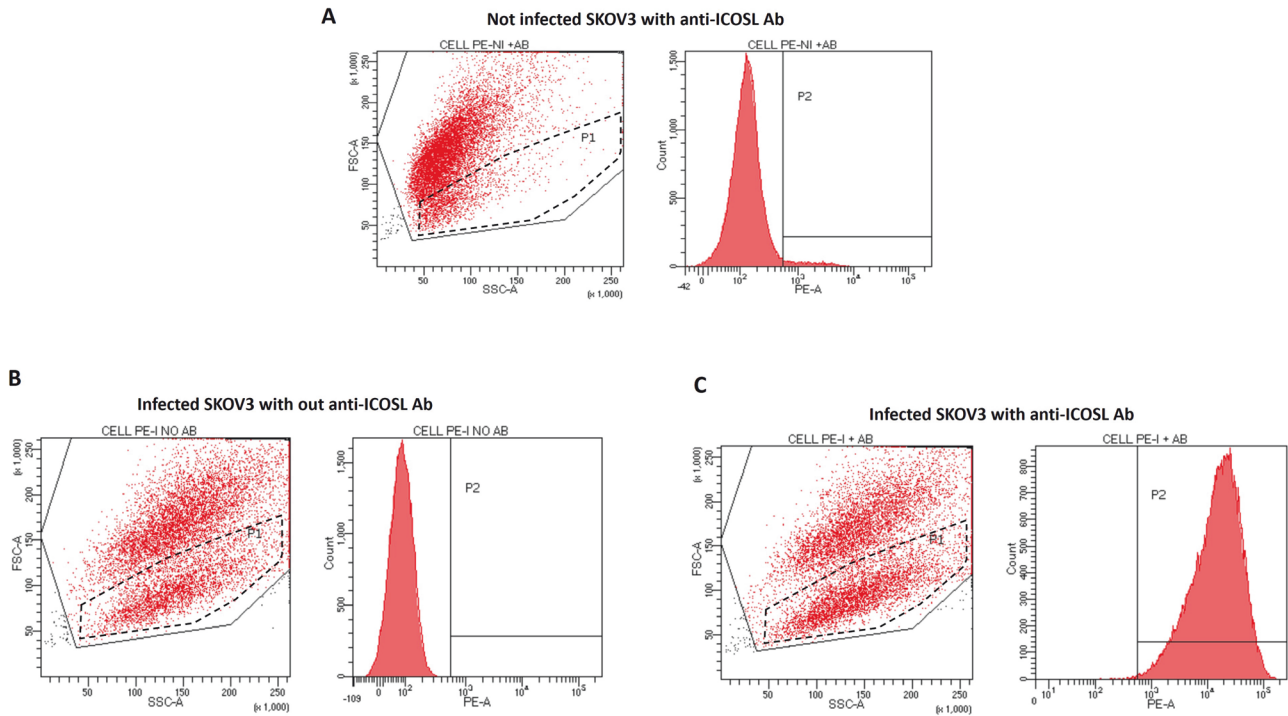 A
Not infected SKOV3 with anti-ICOSL Ab
CELL PE-NI +AB
(x 1,000)
250
200
150
100
50
FSC-A
P1
50 100 150 200 250
SSC-A
(x 1,000)
CELL PE-NI +AB
1,500
1,000
500
0
Count
P2
-42 0 10² 10³ 10⁴ 10⁵
PE-A
B
Infected SKOV3 with out anti-ICOSL Ab
CELL PE-I NO AB
(x 1,000)
250
200
150
100
50
FSC-A
P1
50 100 150 200 250
SSC-A
(x 1,000)
CELL PE-I NO AB
1,500
1,000
500
0
Count
P2
-109 0 10² 10³ 10⁴ 10⁵
PE-A
C
Infected SKOV3 with anti-ICOSL Ab
CELL PE-I + AB
(x 1,000)
250
200
150
100
50
FSC-A
P1
50 100 150 200 250
SSC-A
(x 1,000)
CELL PE-I + AB
800
700
600
500
400
300
200
100
0
Count
P2
0 10¹ 10² 10³ 10⁴ 10⁵
PE-A